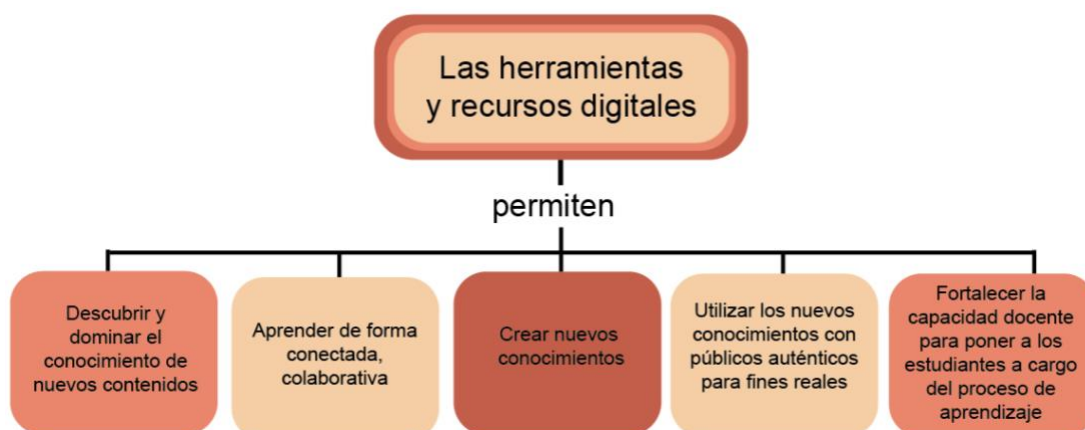 Las herramientas
y recursos digitales
permiten
Descubrir y
dominar el
conocimiento de
nuevos contenidos
Aprender de forma
conectada,
colaborativa
Crear nuevos
conocimientos
Utilizar los nuevos
conocimientos con
públicos auténticos
para fines reales
Fortalecer la
capacidad docente
para poner a los
estudiantes a cargo
del proceso de
aprendizaje